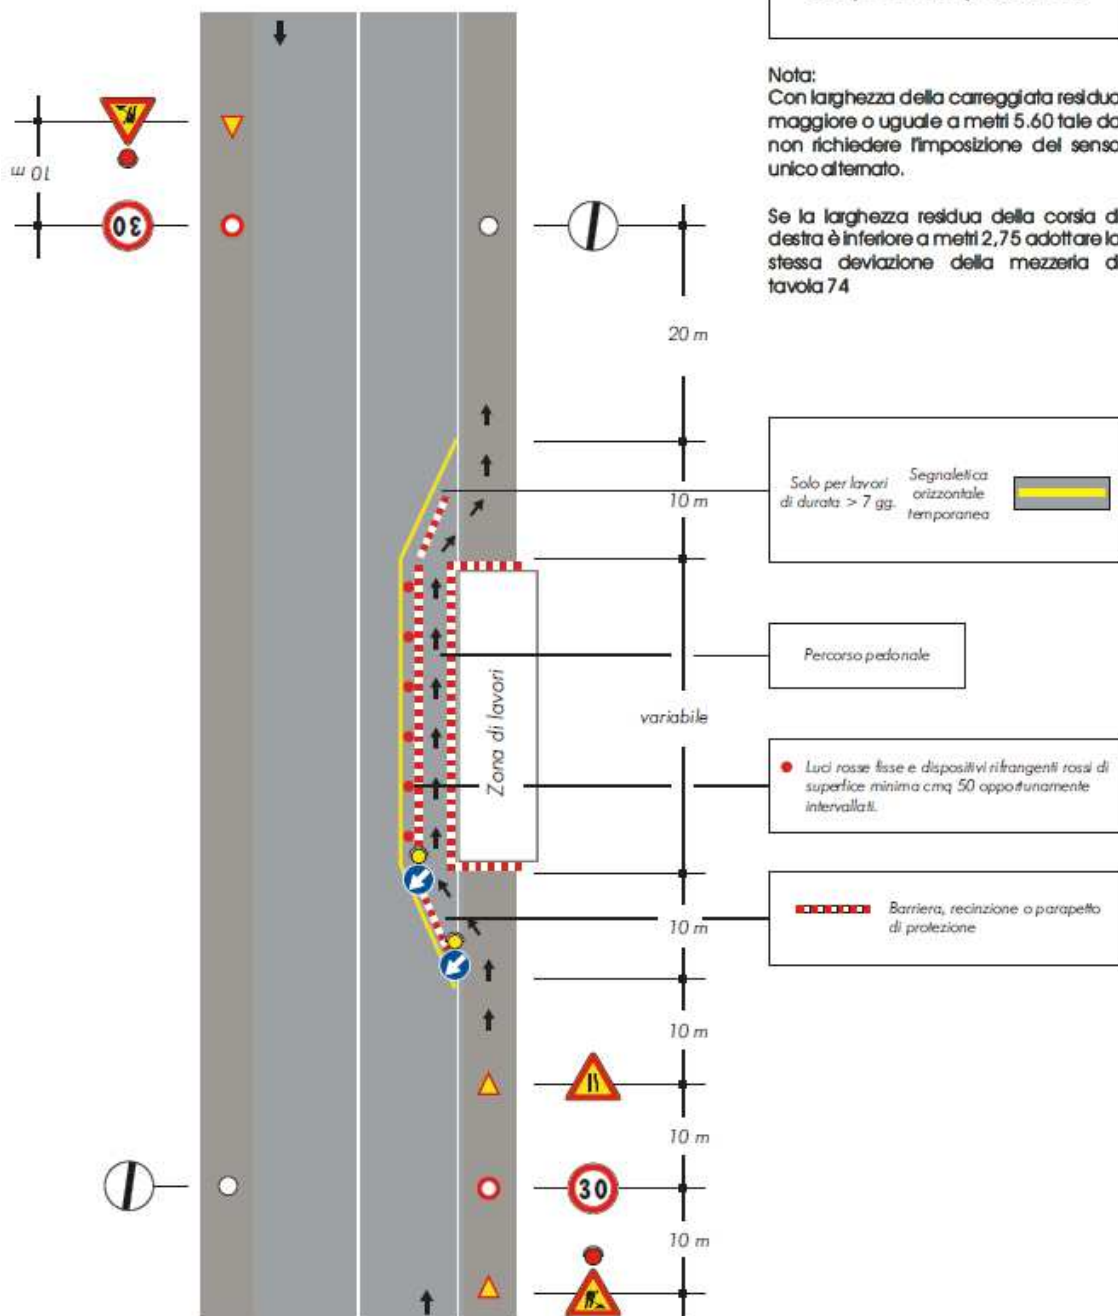 Nota:
Con larghezza della carreggiata residua
maggiore o uguale a metri 5.60 tale da
non richiedere l'imposizione del senso
unico alternato.
Se la larghezza residua della corsia d
destra è inferiore a metri 2,75 adottare la
stessa deviazione della mezzeria d
tavola 74
10 m
30
20 m
10 m
Solo per lavori
di durata > 7 gg.
Segnaletica
orizzontale
temporanea
Percorso pedonale
Zona di lavori
variabile
Luci rosse fisse e dispositivi rifrangenti rossi di
superfice minima cmq 50 opportunamente
intervallati.
Barriera, recinzione o parapetto
di protezione
10 m
10 m
10 m
30
10 m